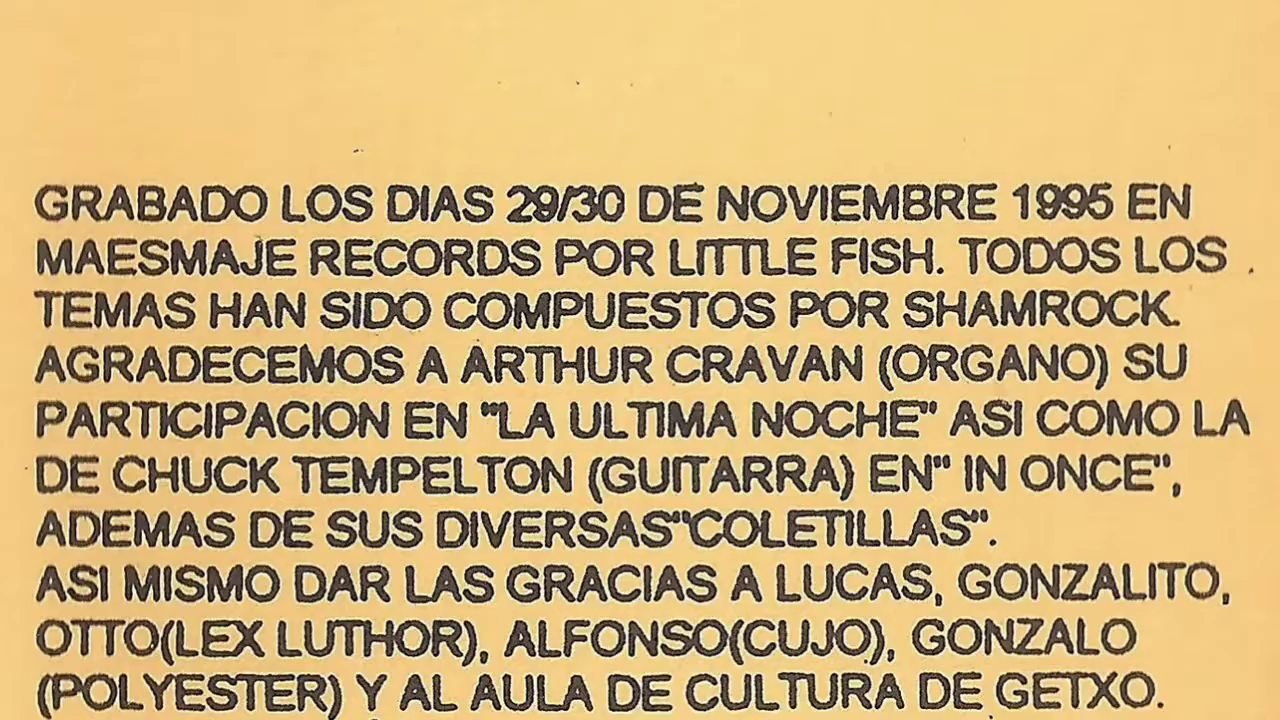 GRABADO LOS DIAS 29/30 DE NOVIEMBRE 1995 EN
MAESMAJE RECORDS POR LITTLE FISH. TODOS LOS
TEMAS HAN SIDO COMPUESTOS POR SHAMROCK.
AGRADECEMOS A ARTHUR CRAVAN (ORGANO) SU
PARTICIPACION EN "LA ULTIMA NOCHE" ASI COMO LA
DE CHUCK TEMPELTON (GUITARRA) EN" IN ONCE",
ADEMAS DE SUS DIVERSAS"COLETILLAS".
ASI MISMO DAR LAS GRACIAS A LUCAS, GONZALITO,
OTTO(LEX LUTHOR), ALFONSO(CUJO), GONZALO
(POLYESTER) Y AL AULA DE CULTURA DE GETXO.